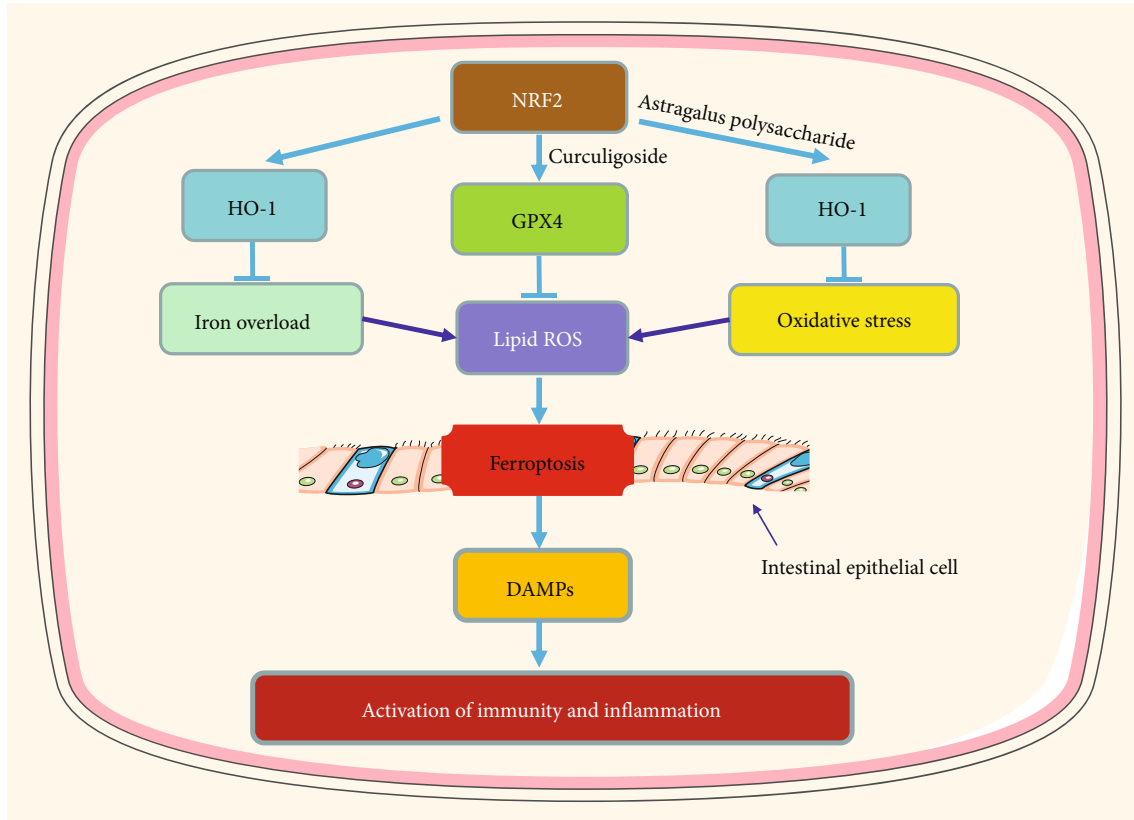 NRF2
Astragalus polysaccharide
Curculigoside
HO-1
GPX4
HO-1
Iron overload
Lipid ROS
Oxidative stress
Ferroptosis
Intestinal epithelial cell
DAMPs
Activation of immunity and inflammation